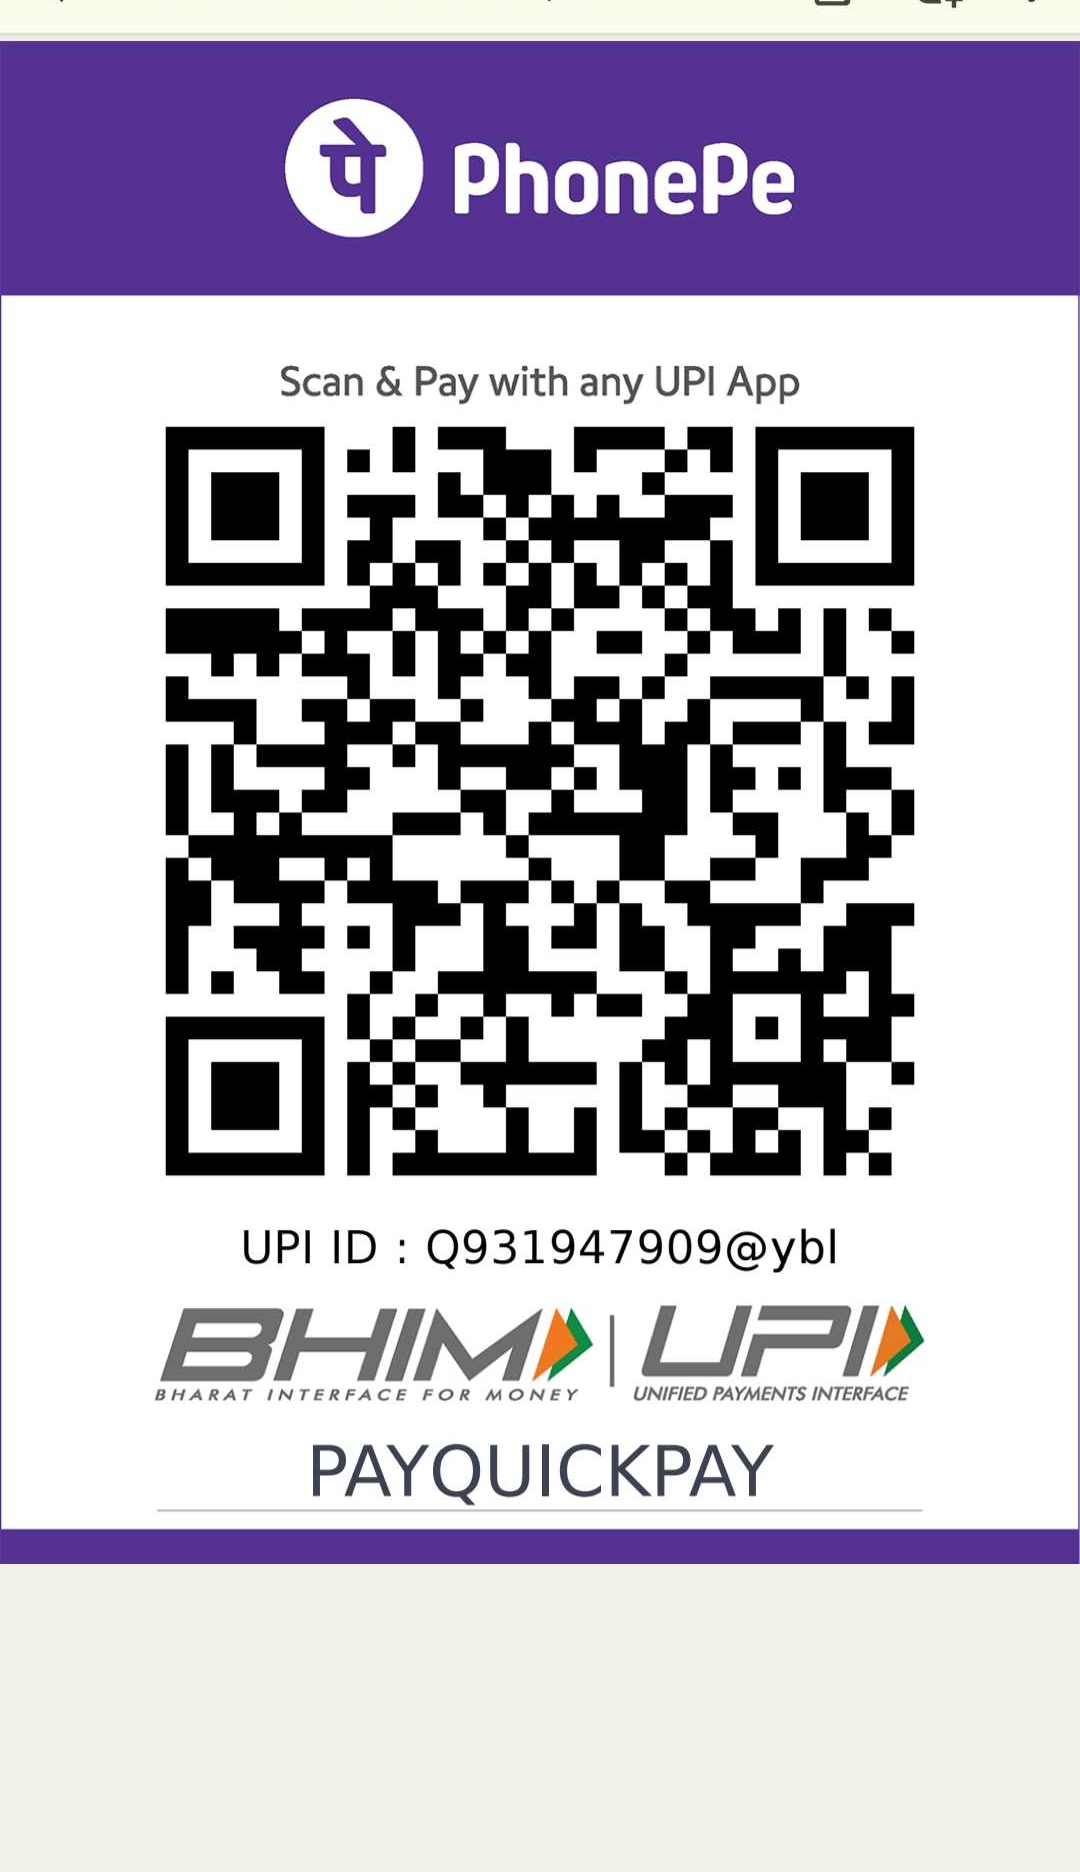 पे PhonePe
Scan & Pay with any UPI App
UPI ID : Q931947909@ybl
BHIM | UPI
BHARAT INTERFACE FOR MONEY UNIFIED PAYMENTS INTERFACE
PAYQUICKPAY